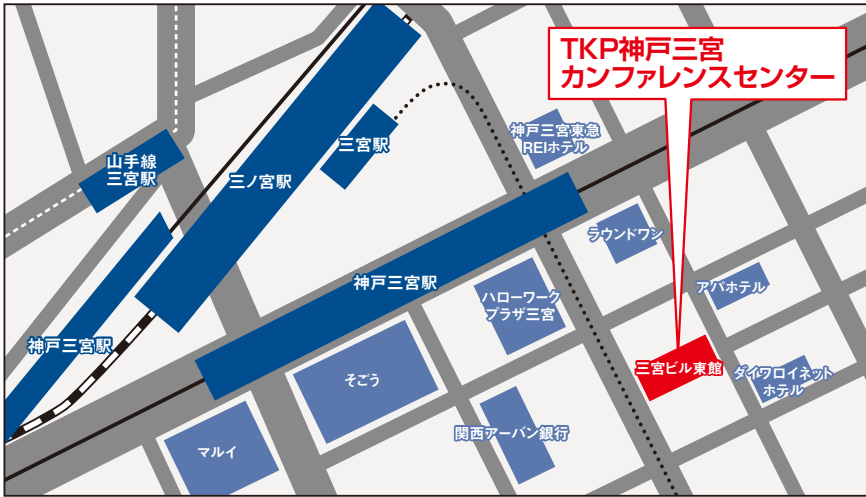 TKP神戸三宮
カンファレンスセンター
神戸三宮東急
REIホテル
三宮駅
山手線
三宮駅
三ノ宮駅
ラウンドワン
神戸三宮駅
アパホテル
ハローワーク
プラザ三宮
神戸三宮駅
三宮ビル東館
そごう
ダイワロイネット
ホテル
関西アーバン銀行
マルイ